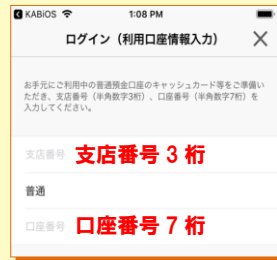 KABiOS 1:08 PM
ログイン（利用口座情報入力）
お手元にご利用中の普通預金口座のキャッシュカード等をご準備い
ただき、支店番号（半角数字3桁）、口座番号（半角数字7桁）を
入力してください。
支店番号 支店番号 3 桁
普通
口座番号 口座番号 7 桁